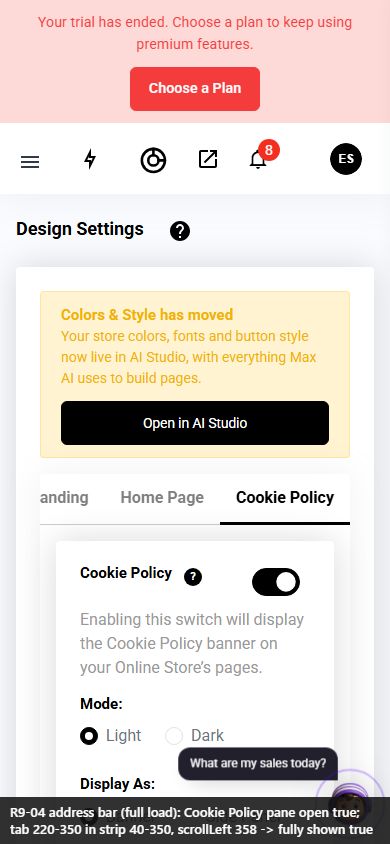 Your trial has ended. Choose a plan to keep using
premium features.
Choose a Plan
8
ES
Design Settings
?
Colors & Style has moved
Your store colors, fonts and button style
now live in AI Studio, with everything Max
AI uses to build pages.
Open in AI Studio
anding Home Page Cookie Policy
Cookie Policy ?
Enabling this switch will display
the Cookie Policy banner on
your Online Store's pages.
Mode:
Light Dark
What are my sales today?
Display As:
R9-04 address bar (full load): Cookie Policy pane open true;
tab 220-350 in strip 40-350, scrollLeft 358 -> fully shown true